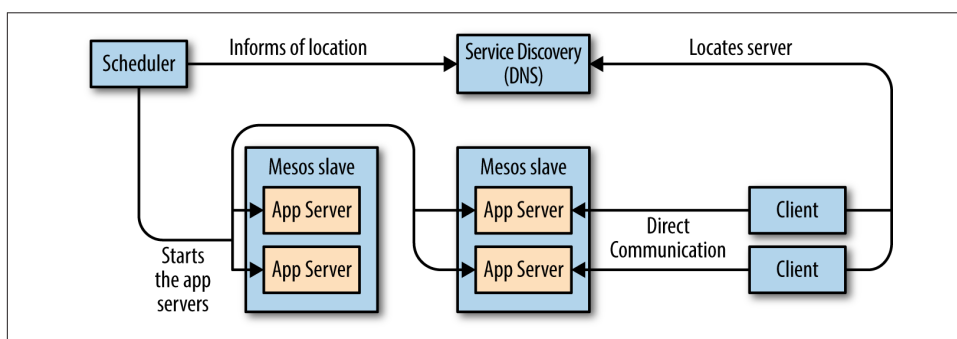 Scheduler
Informs of location
Service Discovery
(DNS)
Locates server
Mesos slave
App Server
App Server
Starts
the app
servers
Mesos slave
App Server
App Server
Direct
Communication
Client
Client